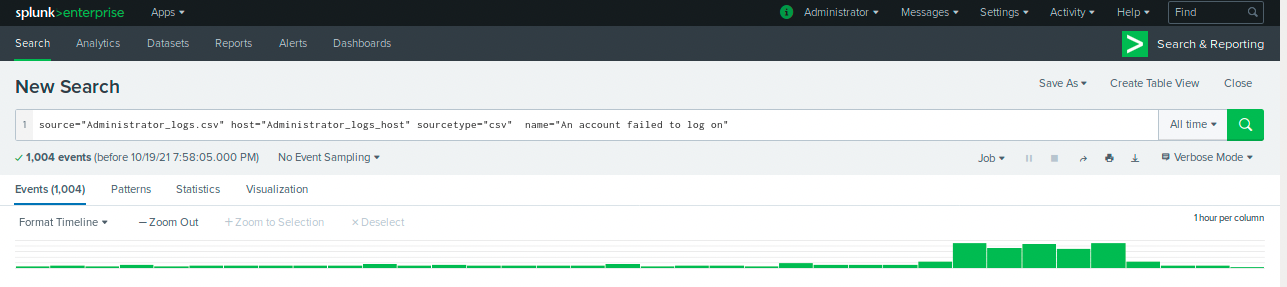 splunk>enterprise Apps Administrator Messages Settings Activity Help Find
Search Analytics Datasets Reports Alerts Dashboards Search & Reporting
New Search Save As Create Table View Close
1 source="Administrator_logs.csv" host="Administrator_logs_host" sourcetype="csv"  name="An account failed to log on" All time
1,004 events (before 10/19/21 7:58:05.000 PM) No Event Sampling Job Verbose Mode
Events (1,004) Patterns Statistics Visualization
Format Timeline — Zoom Out + Zoom to Selection × Deselect 1 hour per column